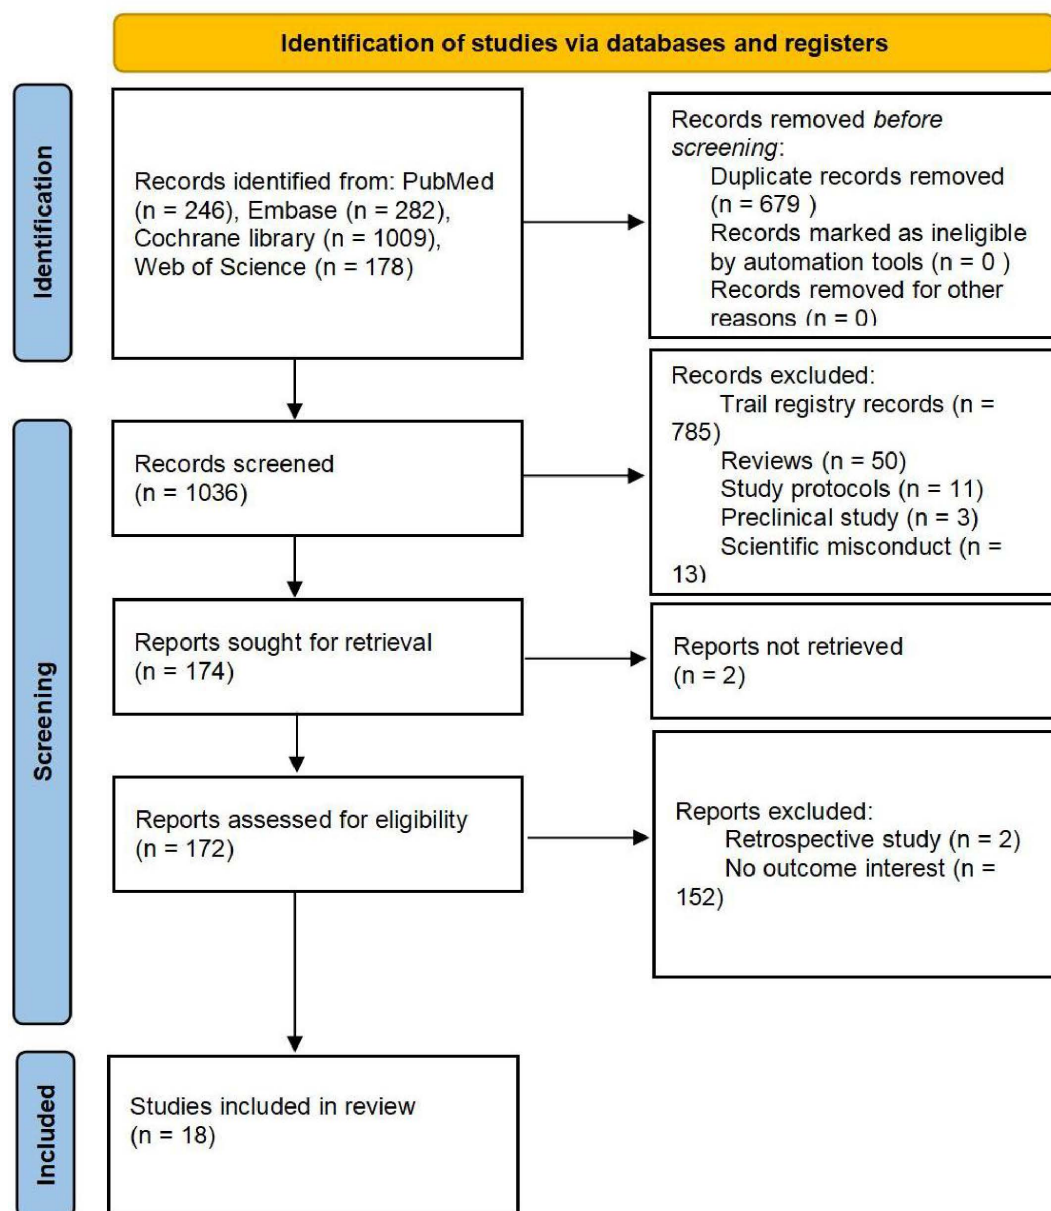 Identification of studies via databases and registers
Identification
Records identified from: PubMed
(n = 246), Embase (n = 282),
Cochrane library (n = 1009),
Web of Science (n = 178)
Records removed before
screening:
Duplicate records removed
(n = 679 )
Records marked as ineligible
by automation tools (n = 0 )
Records removed for other
reasons (n = 0)
Screening
Records screened
(n = 1036)
Records excluded:
Trail registry records (n =
785)
Reviews (n = 50)
Study protocols (n = 11)
Preclinical study (n = 3)
Scientific misconduct (n =
13)
Reports sought for retrieval
(n = 174)
Reports not retrieved
(n = 2)
Reports assessed for eligibility
(n = 172)
Reports excluded:
Retrospective study (n = 2)
No outcome interest (n =
152)
Included
Studies included in review
(n = 18)